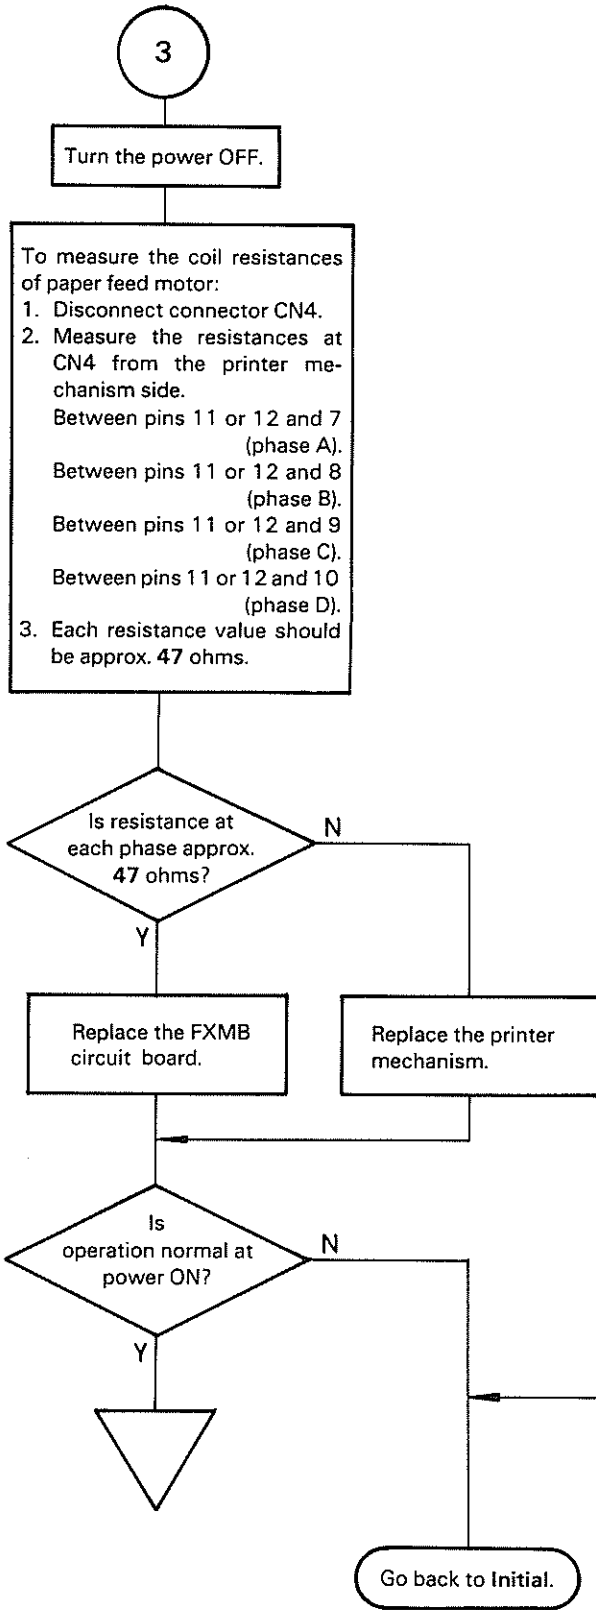 3
Turn the power OFF.
To measure the coil resistances
of paper feed motor:
1. Disconnect connector CN4.
2. Measure the resistances at
CN4 from the printer me-
chanism side.
Between pins 11 or 12 and 7
(phase A).
Between pins 11 or 12 and 8
(phase B).
Between pins 11 or 12 and 9
(phase C).
Between pins 11 or 12 and 10
(phase D).
3. Each resistance value should
be approx. 47 ohms.
Is resistance at
each phase approx.
47 ohms?
N
Y
Replace the FXMB
circuit board.
Replace the printer
mechanism.
Is
operation normal at
power ON?
N
Y
Go back to Initial.